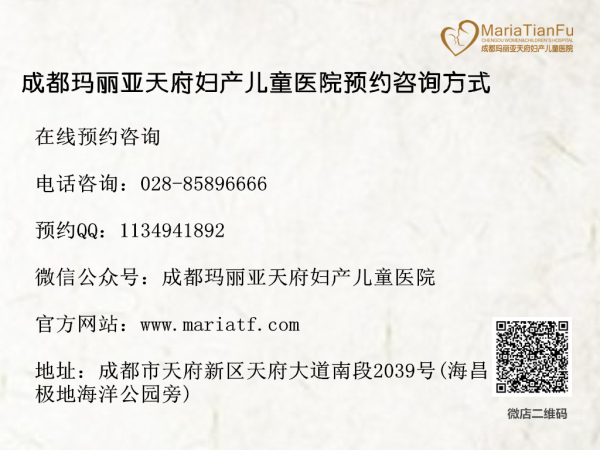 MariaTianFu
CHENGDU WOMEN&CHILDREN'S HOSPITAL
成都玛丽亚天府妇产儿童医院
成都玛丽亚天府妇产儿童医院预约咨询方式
在线预约咨询
电话咨询：028-85896666
预约QQ：1134941892
微信公众号：成都玛丽亚天府妇产儿童医院
官方网站：www.mariatf.com
地址：成都市天府新区天府大道南段2039号(海昌
极地海洋公园旁)
微店二维码